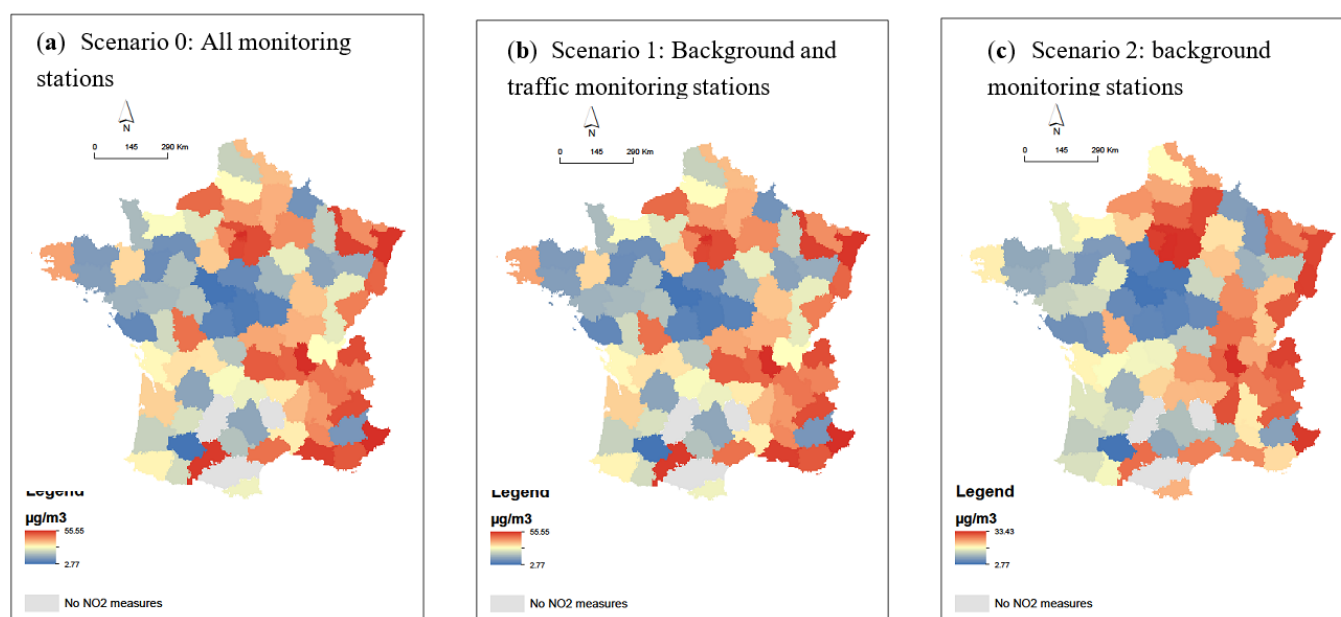 (a) Scenario 0: All monitoring
stations
N
0 145 290 Km
Legend
µg/m3
55.55
2.77
No NO2 measures
(b) Scenario 1: Background and
traffic monitoring stations
N
0 145 290 Km
Legend
µg/m3
55.55
2.77
No NO2 measures
(c) Scenario 2: background
monitoring stations
N
0 145 290 Km
Legend
µg/m3
33.43
2.77
No NO2 measures